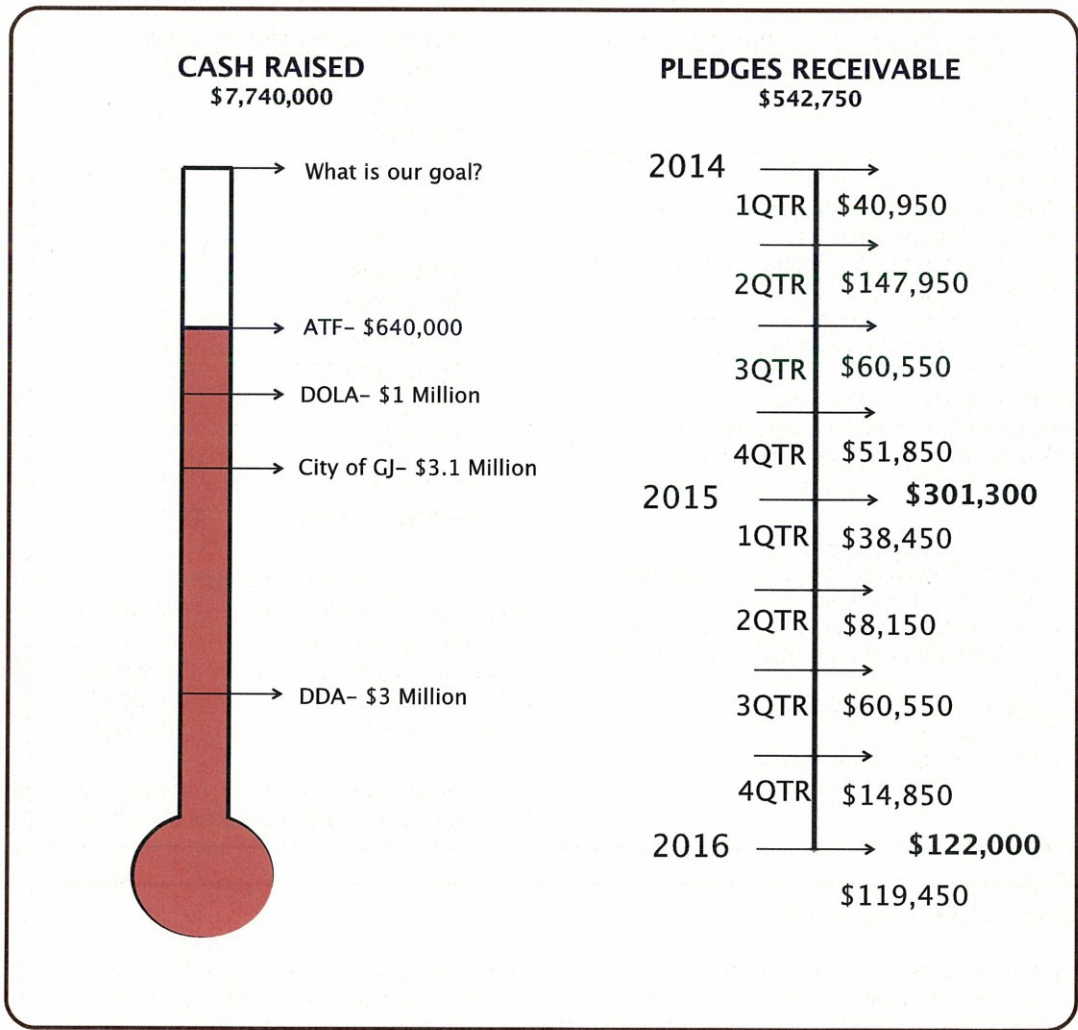 CASH RAISED
$7,740,000
What is our goal?
ATF– $640,000
DOLA– $1 Million
City of GJ– $3.1 Million
DDA– $3 Million
PLEDGES RECEIVABLE
$542,750
2014
1QTR $40,950
2QTR $147,950
3QTR $60,550
4QTR $51,850
2015 $301,300
1QTR $38,450
2QTR $8,150
3QTR $60,550
4QTR $14,850
2016 $122,000
$119,450